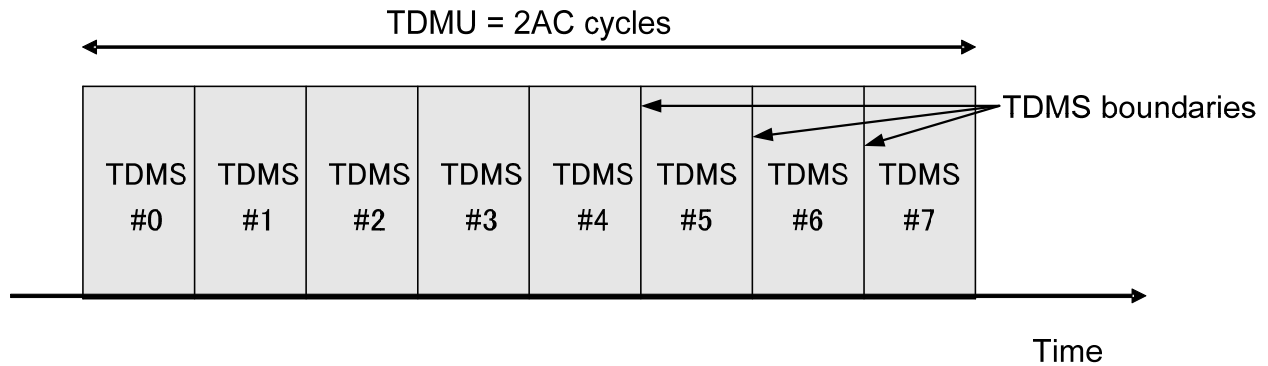 TDMU = 2AC cycles
TDMS boundaries
TDMS TDMS TDMS TDMS TDMS TDMS TDMS TDMS
#0 #1 #2 #3 #4 #5 #6 #7
Time